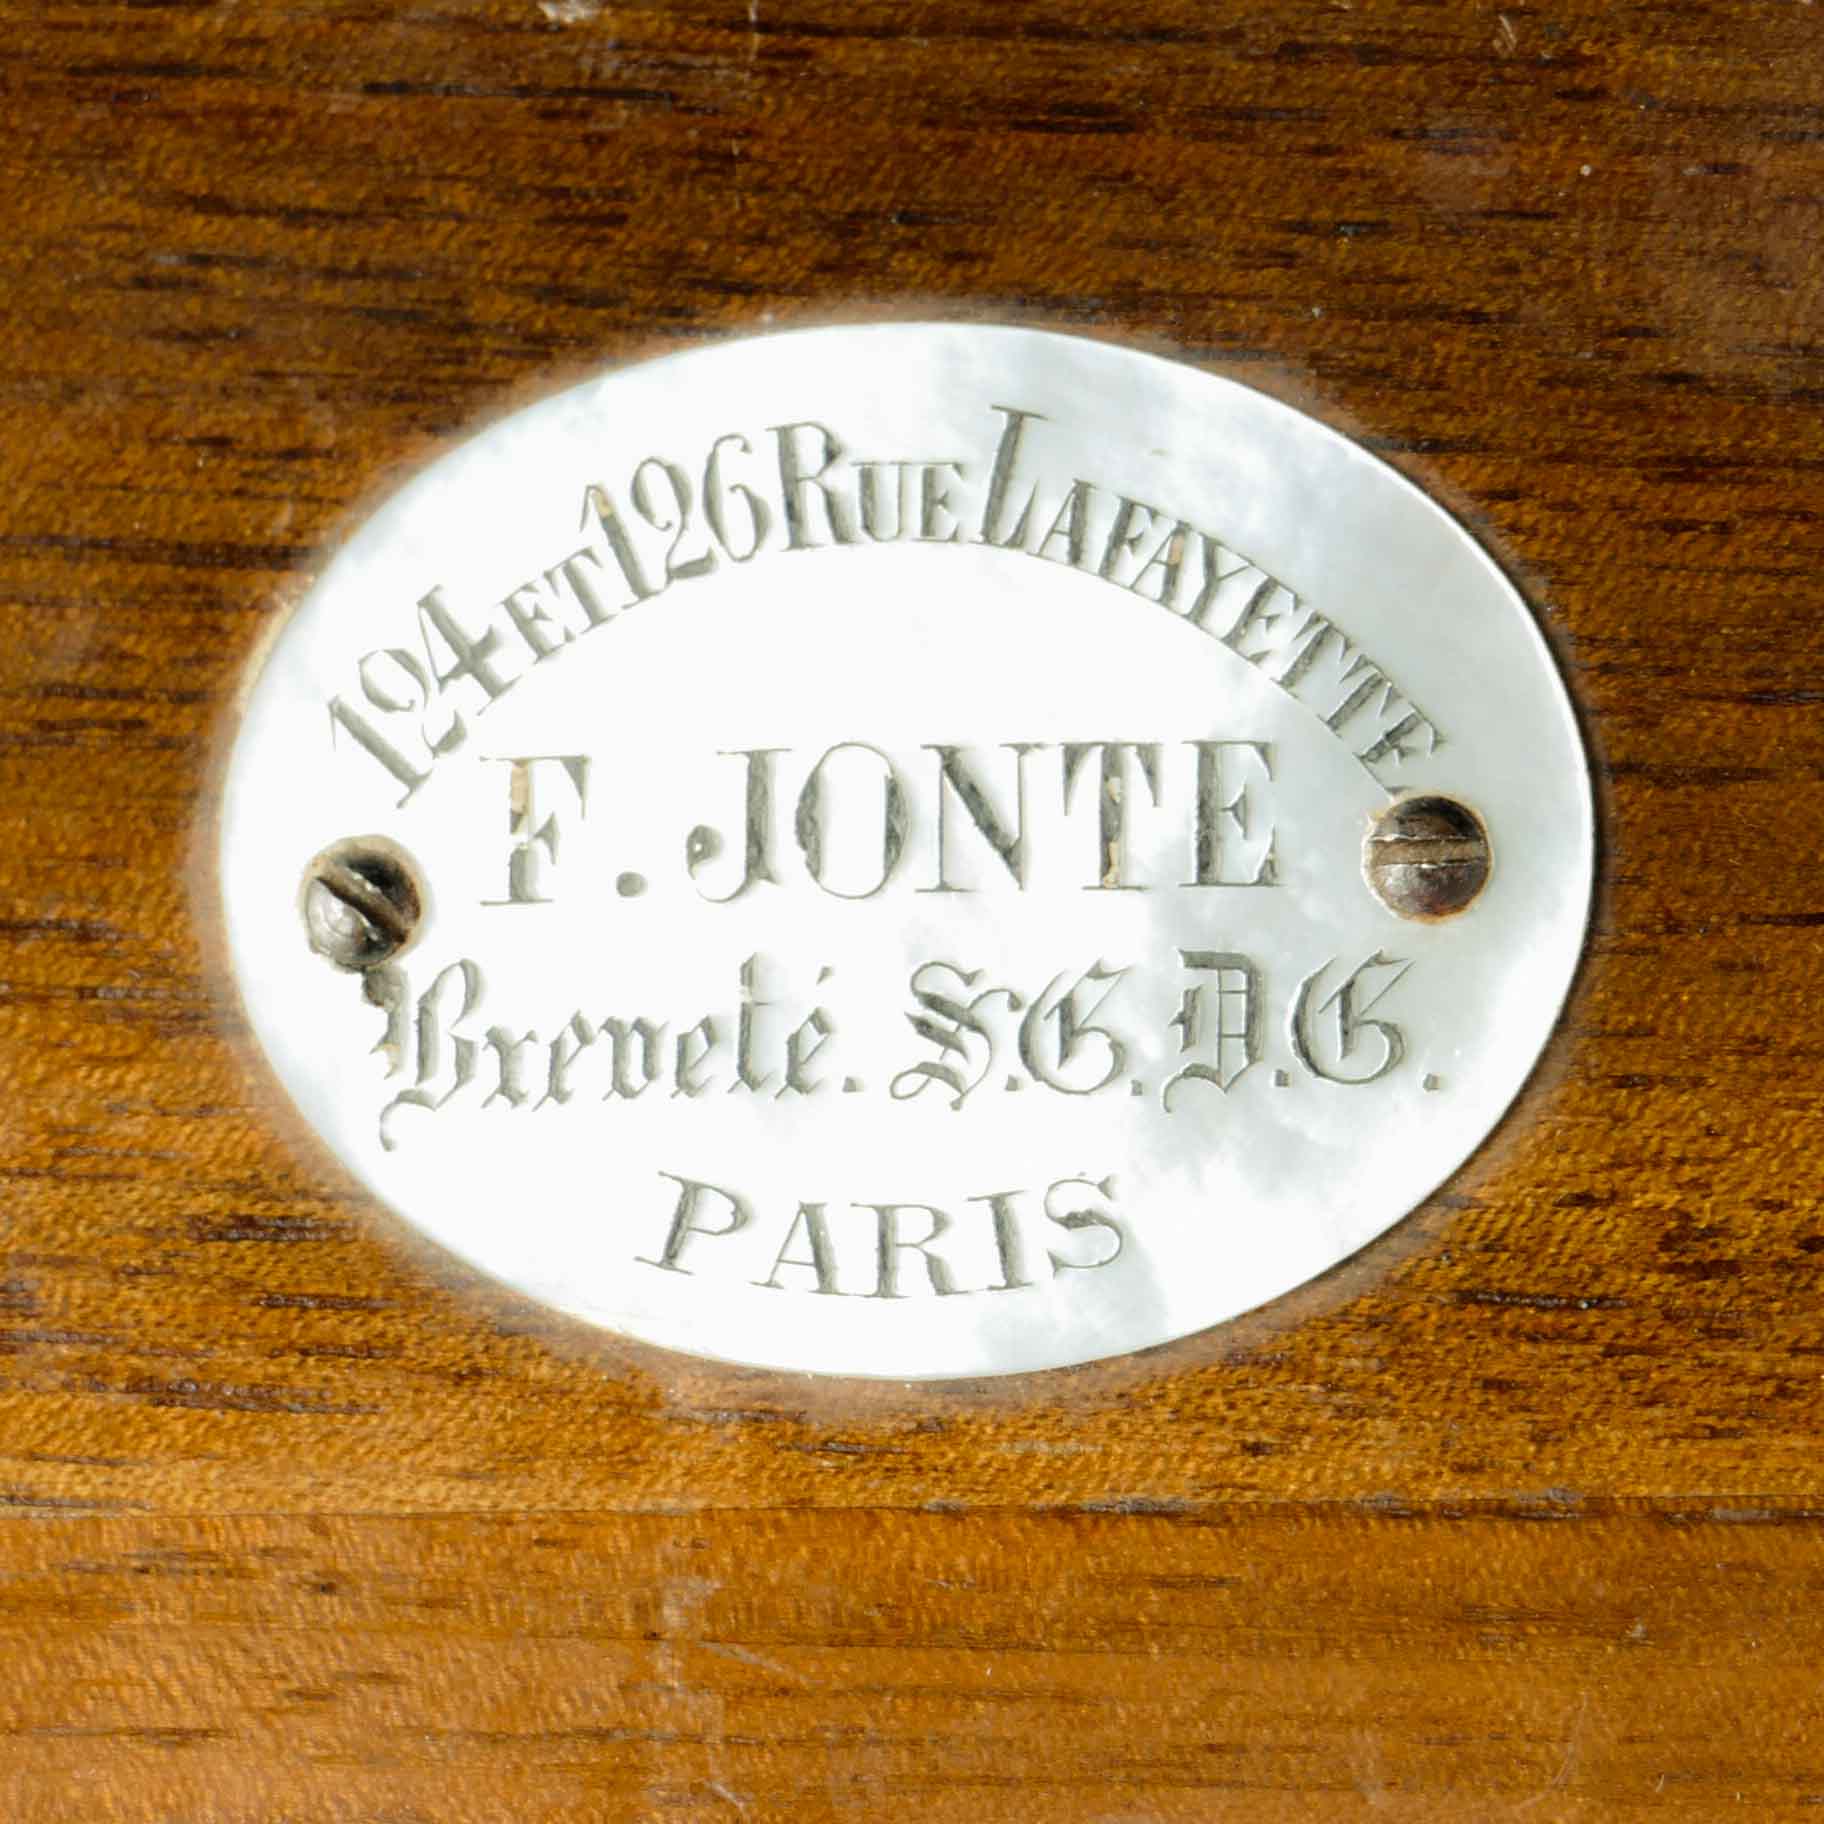 124 ET 126 RUE LAFAYETTE
F. JONTE
Breveté. S.G.D.G.
PARIS